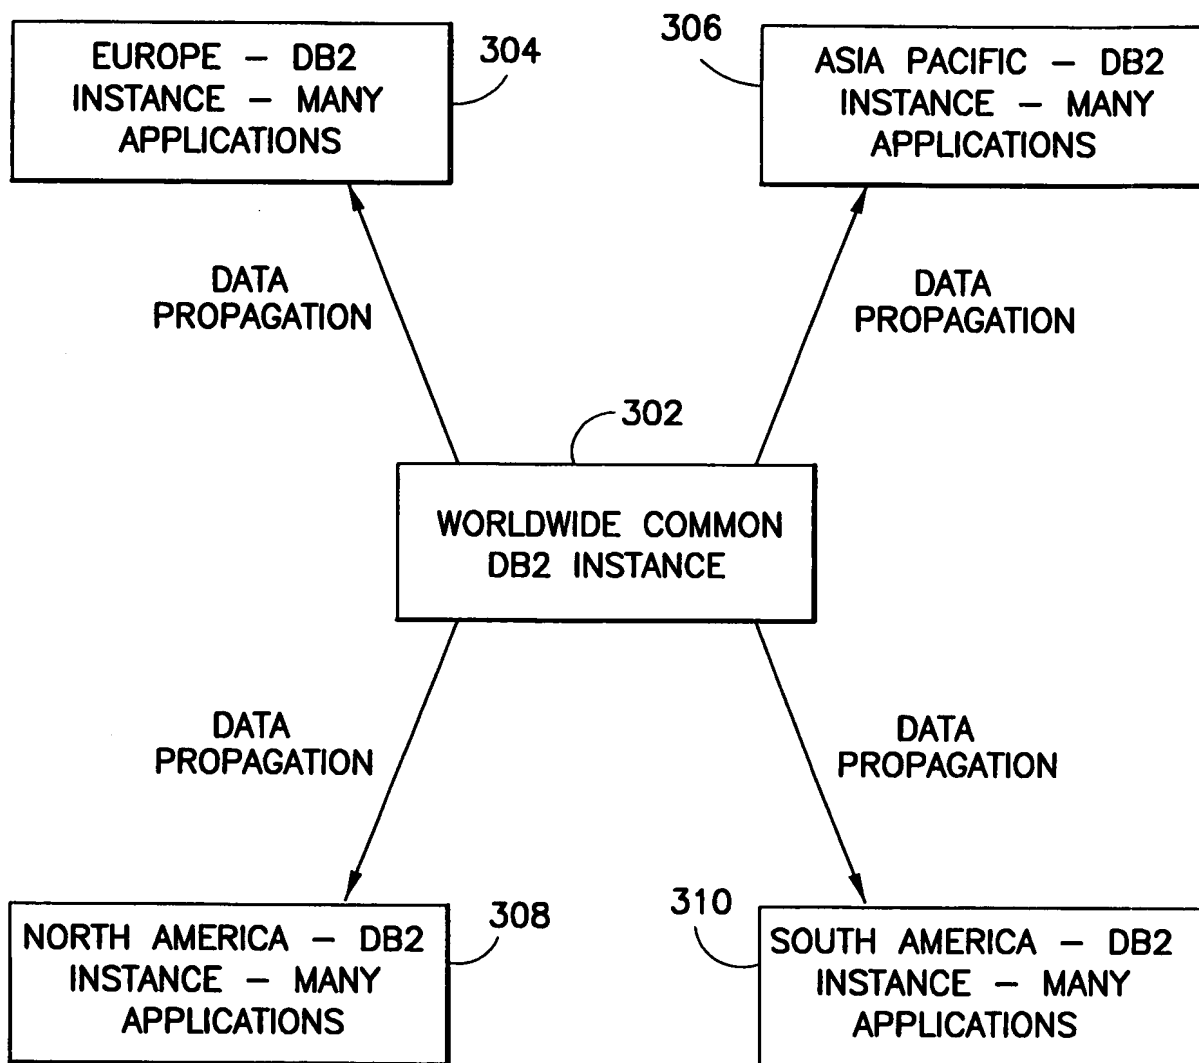 EUROPE – DB2
INSTANCE – MANY
APPLICATIONS
304
306
ASIA PACIFIC – DB2
INSTANCE – MANY
APPLICATIONS
DATA
PROPAGATION
DATA
PROPAGATION
302
WORLDWIDE COMMON
DB2 INSTANCE
DATA
PROPAGATION
DATA
PROPAGATION
NORTH AMERICA – DB2
INSTANCE – MANY
APPLICATIONS
308
310
SOUTH AMERICA – DB2
INSTANCE – MANY
APPLICATIONS